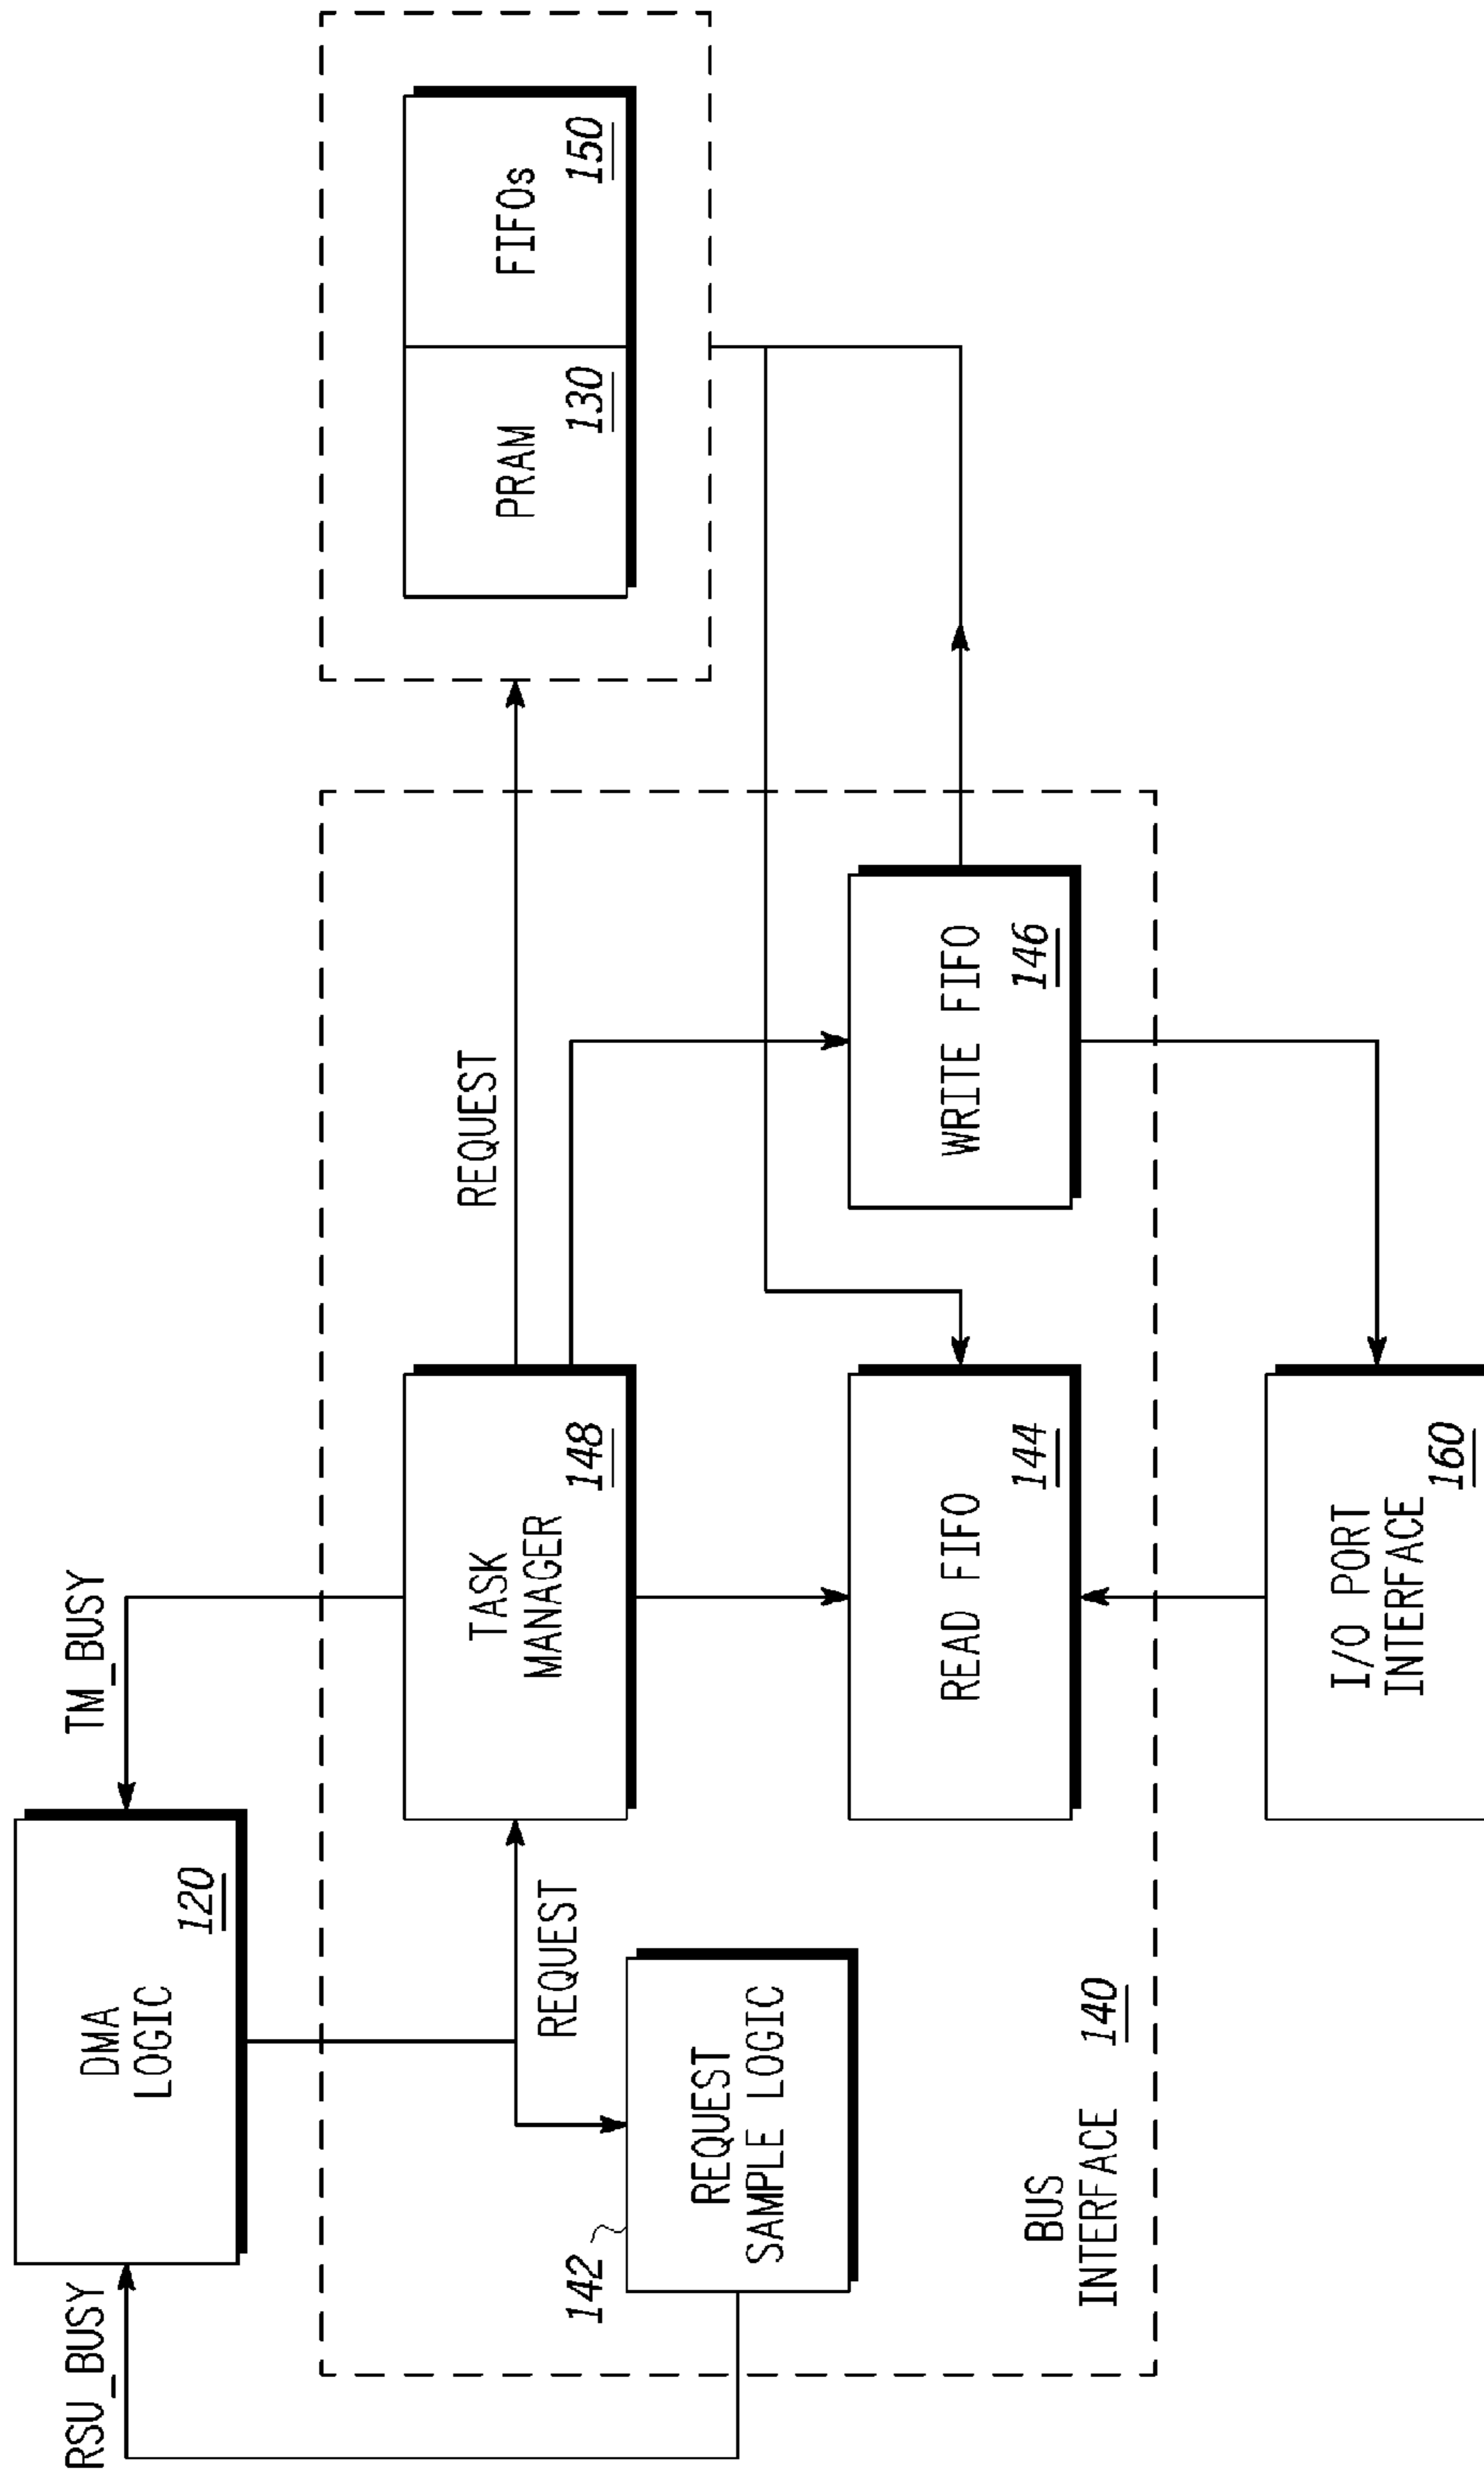 RSU_BUSY
TM_BUSY
DMA
LOGIC
120
REQUEST
TASK
MANAGER
148
REQUEST
PRAM
130
FIFOs
150
142
REQUEST
SAMPLE LOGIC
READ FIFO
144
WRITE FIFO
146
BUS
INTERFACE 140
I/O PORT
INTERFACE
160